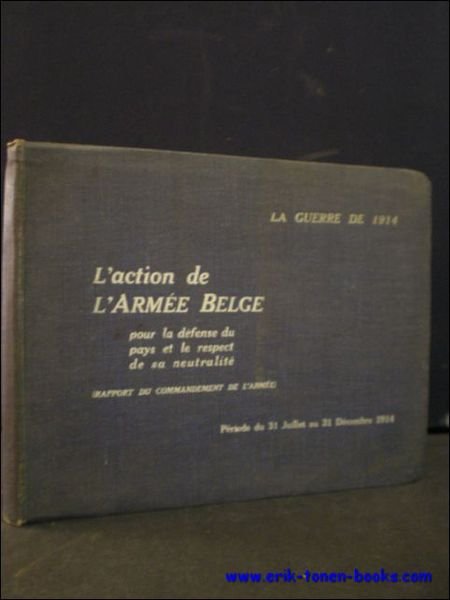 LA GUERRE DE 1914
L'action de
L'ARMÉE BELGE
pour la défense du
pays et le respect
de sa neutralité
(RAPPORT DU COMMANDEMENT DE L'ARMÉE)
Période du 31 Juillet au 31 Décembre 1914
www.erik-tonen-books.com